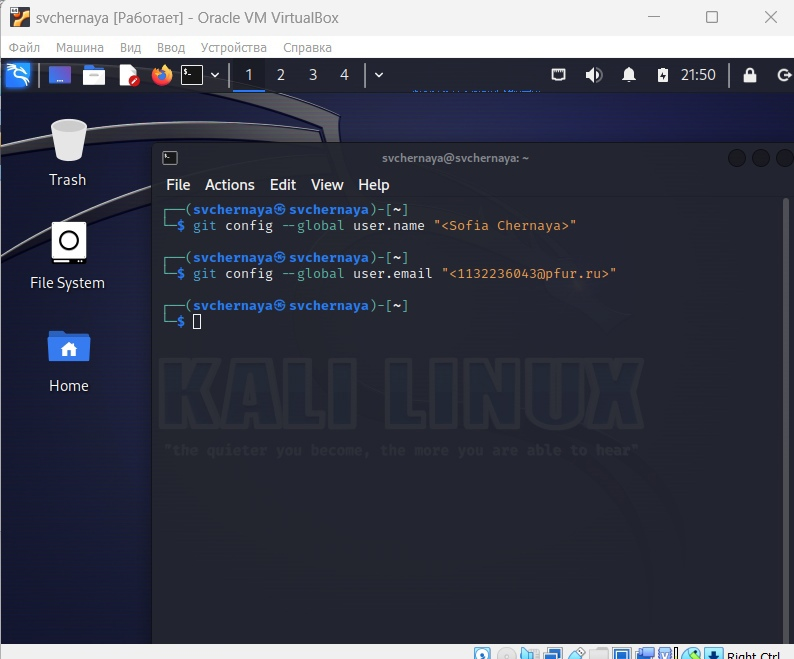 svchernaya [Работает] - Oracle VM VirtualBox
Файл Машина Вид Ввод Устройства Справка
1 2 3 4 21:50
Trash
File System
Home
svchernaya@svchernaya: ~
File Actions Edit View Help
┌──(svchernaya㉿svchernaya)-[~]
└─$ git config --global user.name "<Sofia Chernaya>"
┌──(svchernaya㉿svchernaya)-[~]
└─$ git config --global user.email "<1132236043@pfur.ru>"
┌──(svchernaya㉿svchernaya)-[~]
└─$
KALI LINUX
"the quieter you become, the more you are able to hear"
Right Ctrl